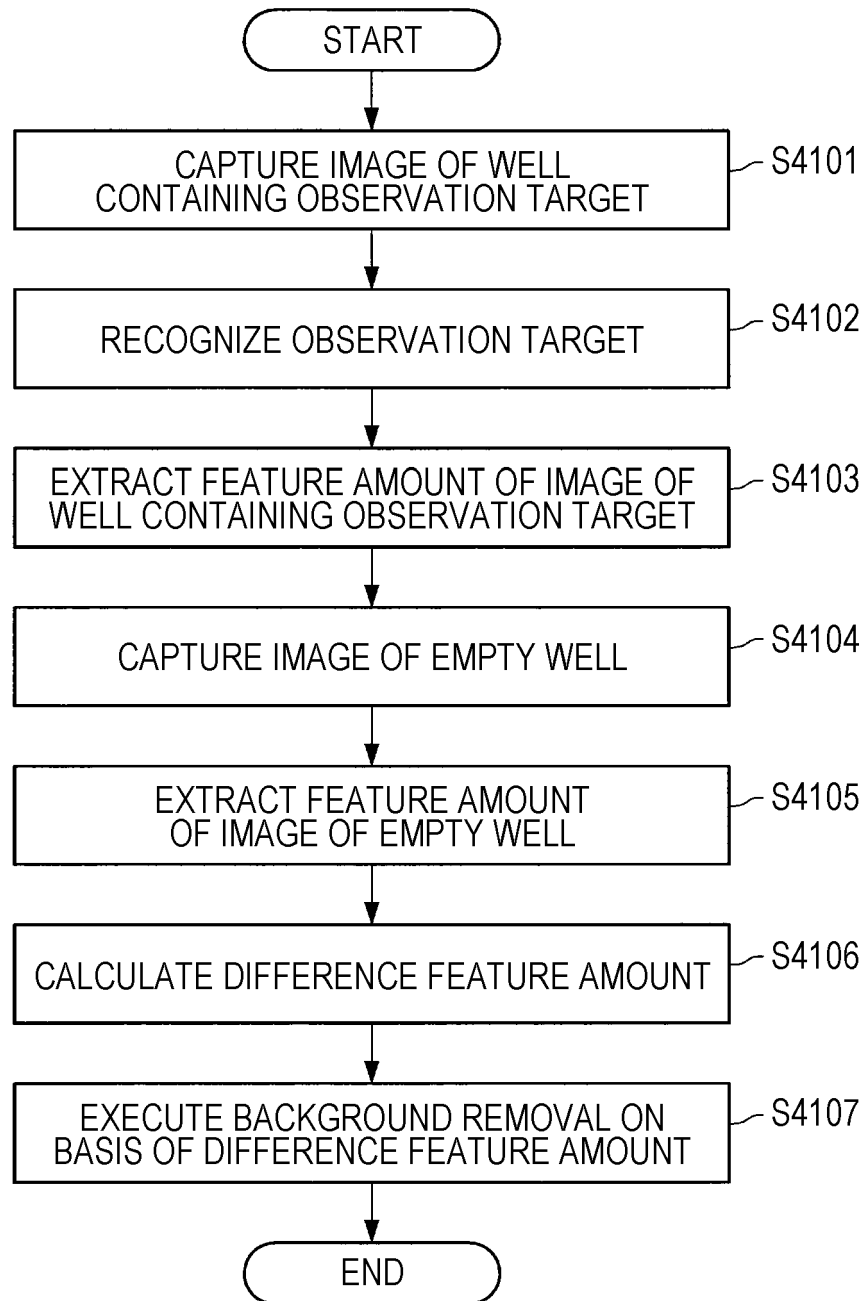 START
CAPTURE IMAGE OF WELL
CONTAINING OBSERVATION TARGET
S4101
RECOGNIZE OBSERVATION TARGET
S4102
EXTRACT FEATURE AMOUNT OF IMAGE OF
WELL CONTAINING OBSERVATION TARGET
S4103
CAPTURE IMAGE OF EMPTY WELL
S4104
EXTRACT FEATURE AMOUNT
OF IMAGE OF EMPTY WELL
S4105
CALCULATE DIFFERENCE FEATURE AMOUNT
S4106
EXECUTE BACKGROUND REMOVAL ON
BASIS OF DIFFERENCE FEATURE AMOUNT
S4107
END